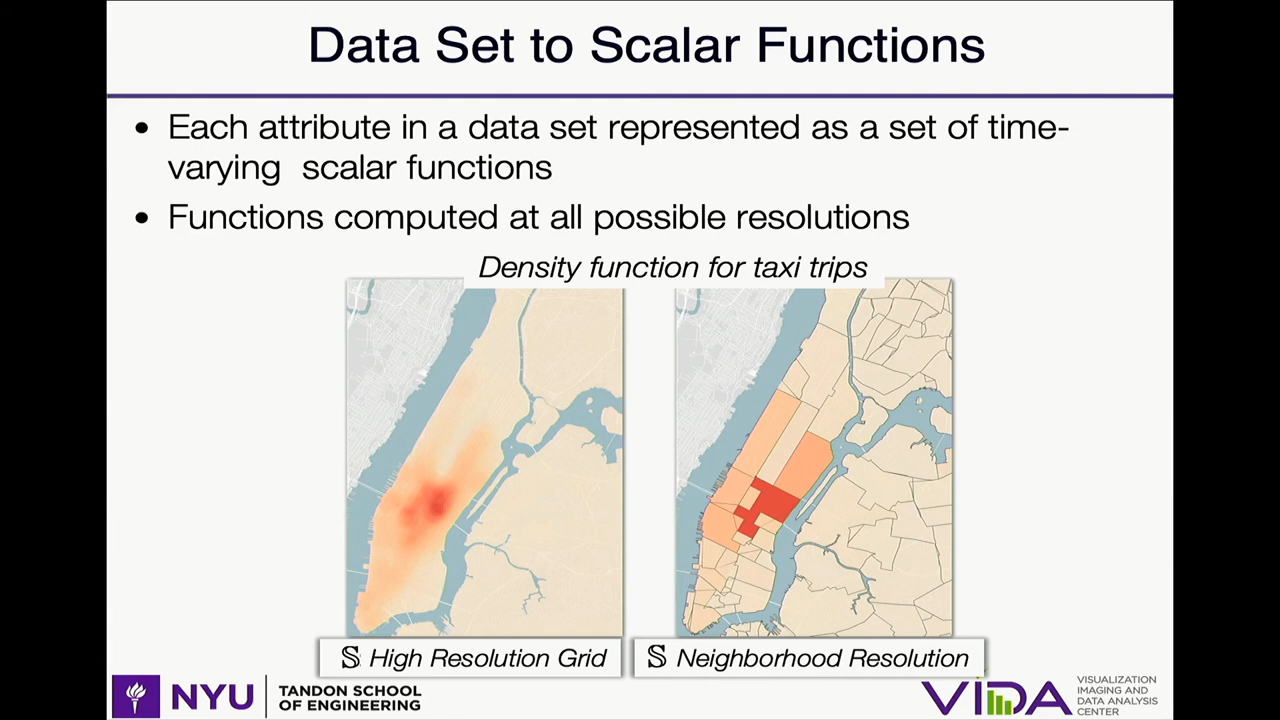 Data Set to Scalar Functions
• Each attribute in a data set represented as a set of time-
varying scalar functions
• Functions computed at all possible resolutions
Density function for taxi trips
𝕊 High Resolution Grid
𝕊 Neighborhood Resolution
NYU
TANDON SCHOOL
OF ENGINEERING
VIDA
VISUALIZATION
IMAGING AND
DATA ANALYSIS
CENTER